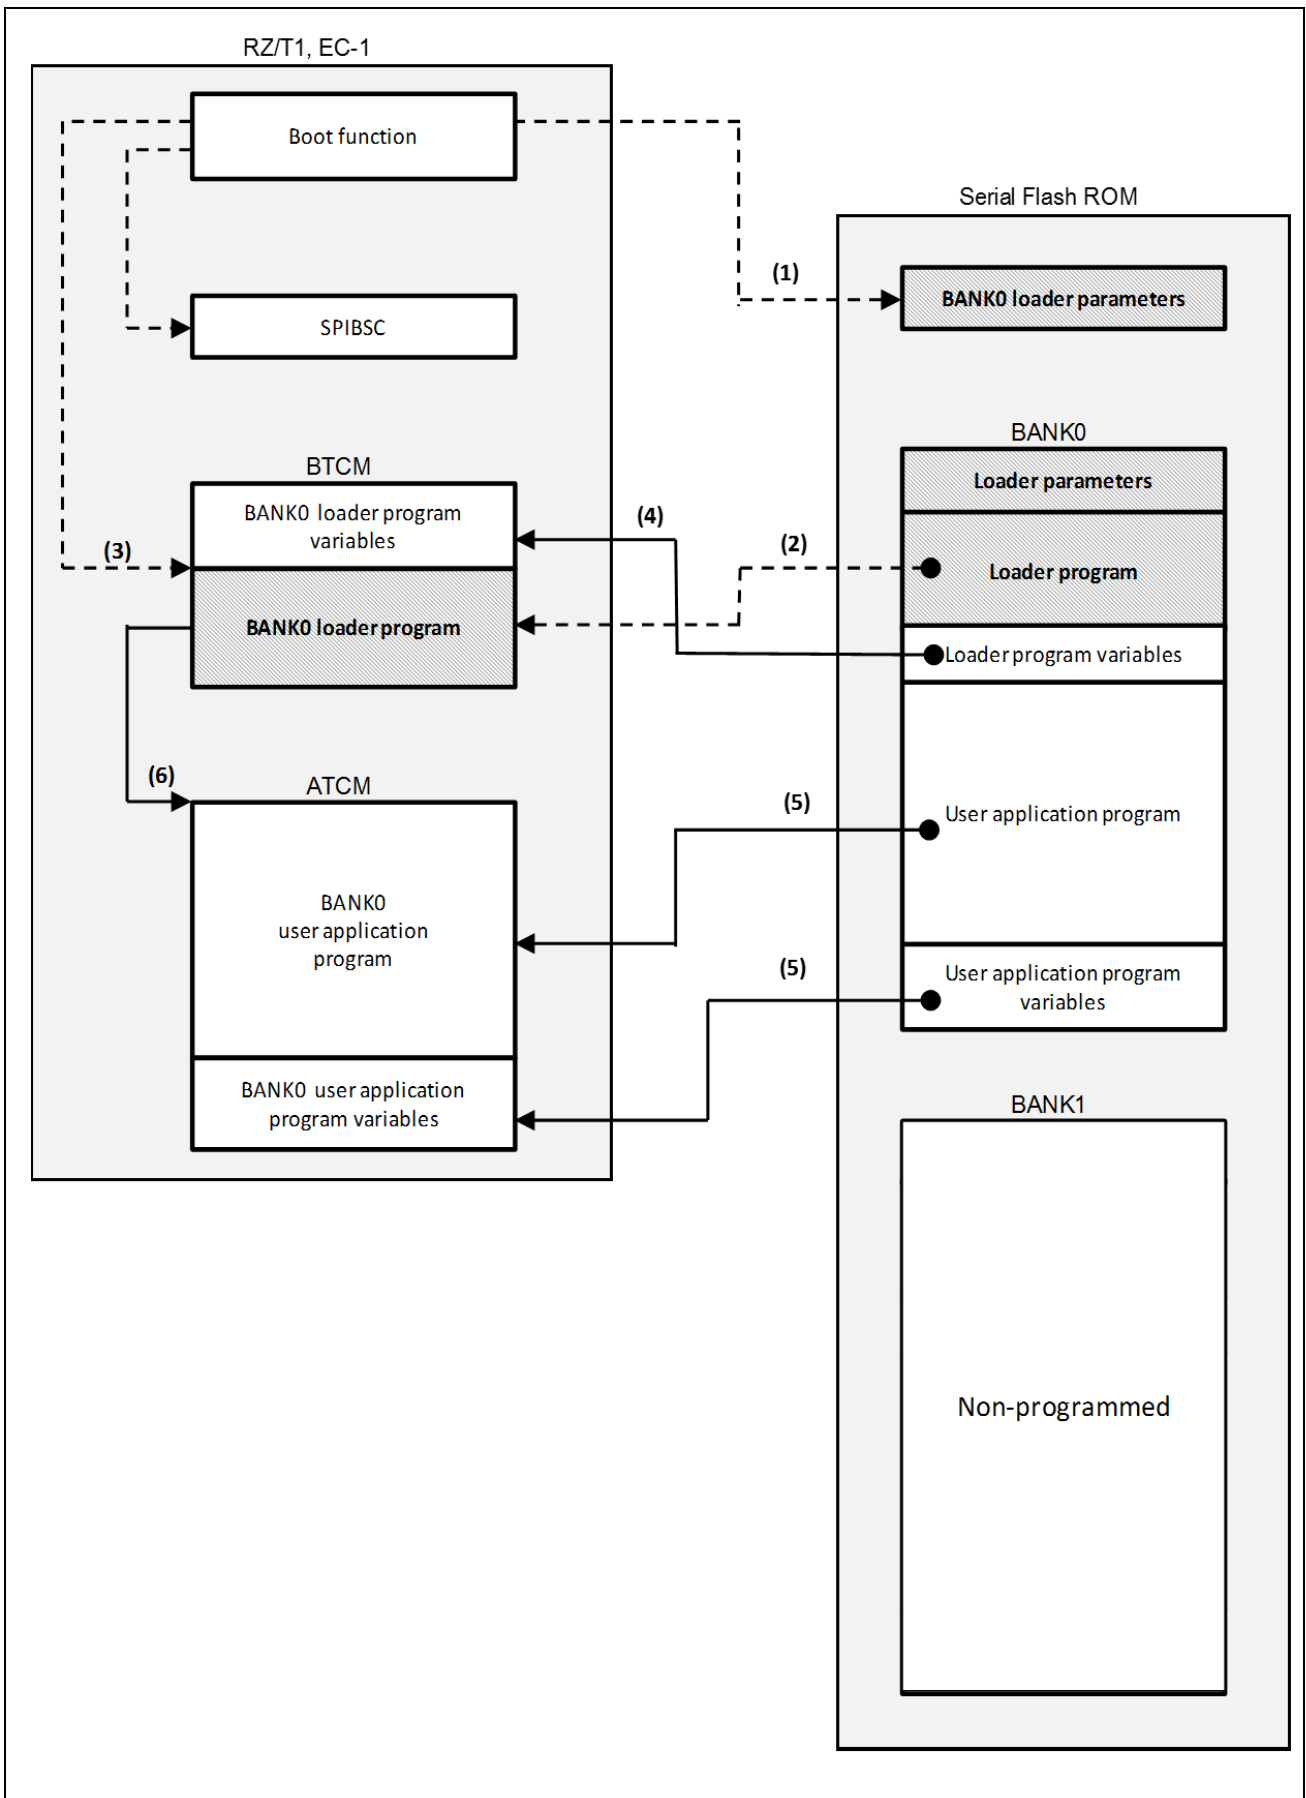 RZ/T1, EC-1
Boot function
Serial Flash ROM
(1)
BANK0 loader parameters
SPIBSC
BANK0
BTCM
Loader parameters
BANK0 loader program
variables
(4)
(3)
(2)
Loader program
BANK0 loader program
Loader program variables
(6)
ATCM
(5)
User application program
BANK0
user application
program
(5)
User application program
variables
BANK0 user application
program variables
BANK1
Non-programmed